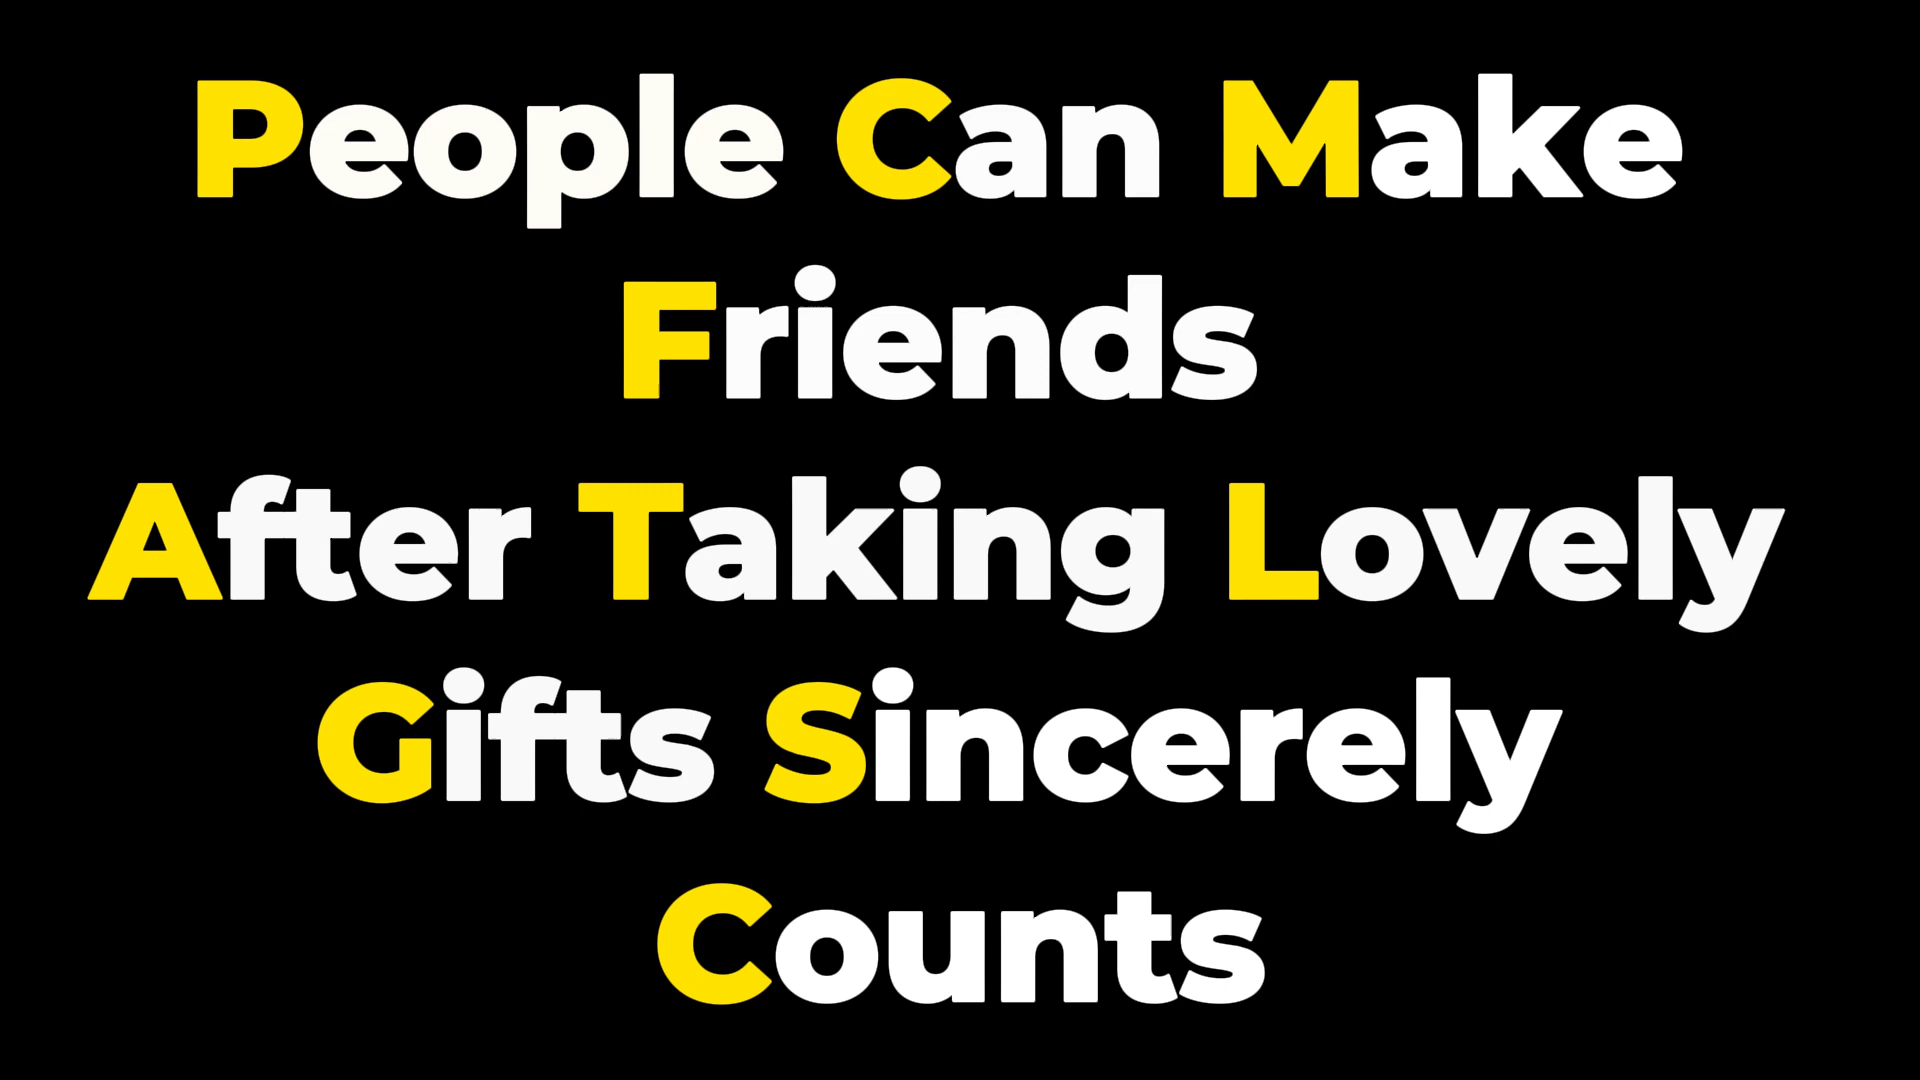 People Can Make
Friends
After Taking Lovely
Gifts Sincerely
Counts